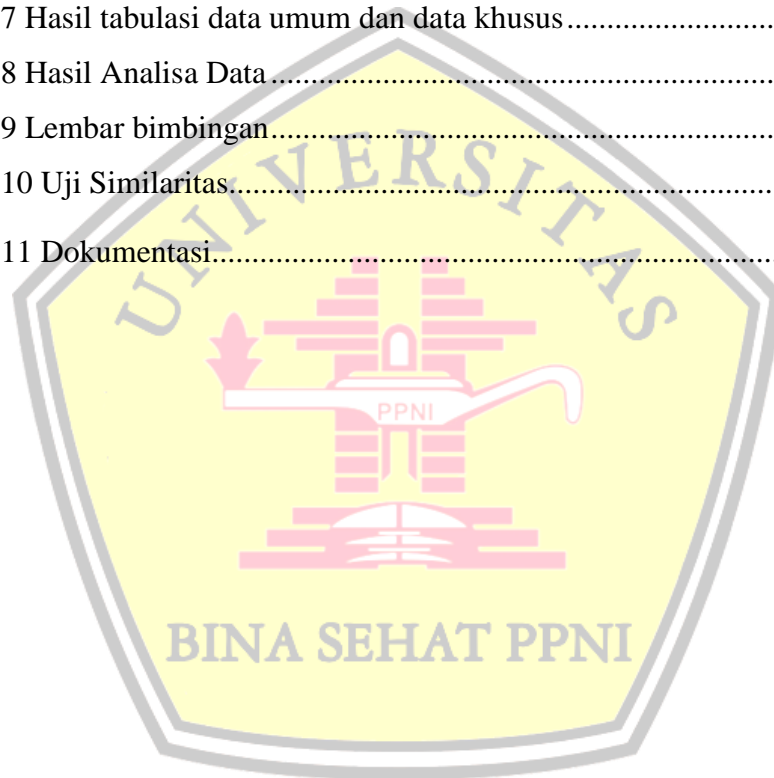 7 Hasil tabulasi data umum dan data khusus.........................
8 Hasil Analisa Data..............................................................
9 Lembar bimbingan..............................................................
10 Uji Similaritas...................................................................
11 Dokumentasi......................................................................
UNIVERSITAS
PPNI
BINA SEHAT PPNI